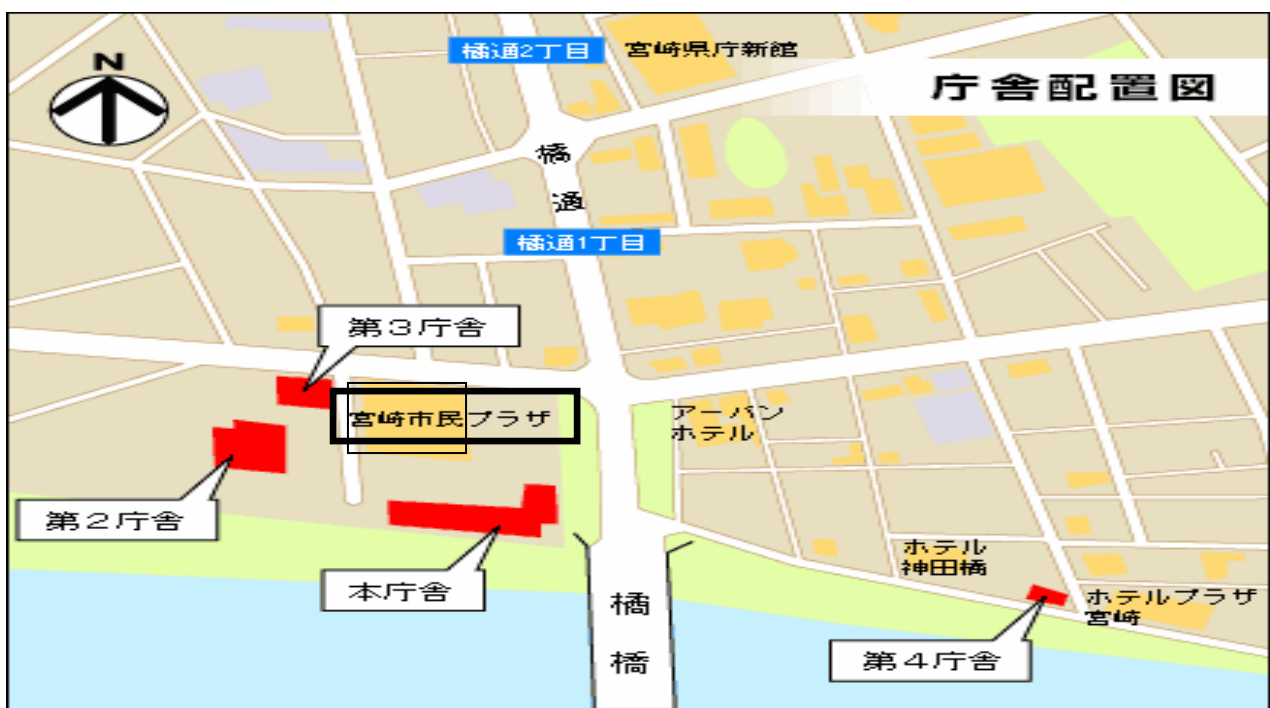 N
橘通2丁目
宮崎県庁新館
庁舎配置図
橘通
橘通1丁目
第3庁舎
宮崎市民プラザ
アーバン
ホテル
第2庁舎
本庁舎
ホテル
神田橋
橘橋
ホテルプラザ
宮崎
第4庁舎